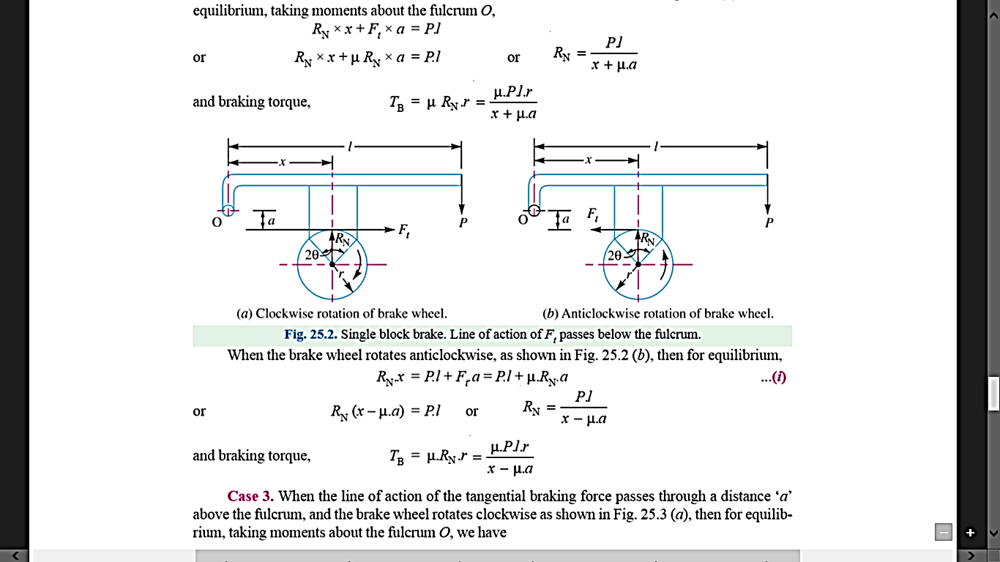 equilibrium, taking moments about the fulcrum O,
R_N × x + F_t × a = P.l
or R_N × x + μ R_N × a = P.l or R_N = P.l / (x + μ.a)
and braking torque, T_B = μ R_N.r = μ.P.l.r / (x + μ.a)
l l
x x
O a F_t P O a F_t P
R_N R_N
2θ 2θ
r r
(a) Clockwise rotation of brake wheel. (b) Anticlockwise rotation of brake wheel.
Fig. 25.2. Single block brake. Line of action of F_t passes below the fulcrum.
When the brake wheel rotates anticlockwise, as shown in Fig. 25.2 (b), then for equilibrium,
R_N.x = P.l + F_t.a = P.l + μ.R_N.a ...(i)
or R_N (x – μ.a) = P.l or R_N = P.l / (x – μ.a)
and braking torque, T_B = μ.R_N.r = μ.P.l.r / (x – μ.a)
Case 3. When the line of action of the tangential braking force passes through a distance ‘a’
above the fulcrum, and the brake wheel rotates clockwise as shown in Fig. 25.3 (a), then for equilib-
rium, taking moments about the fulcrum O, we have